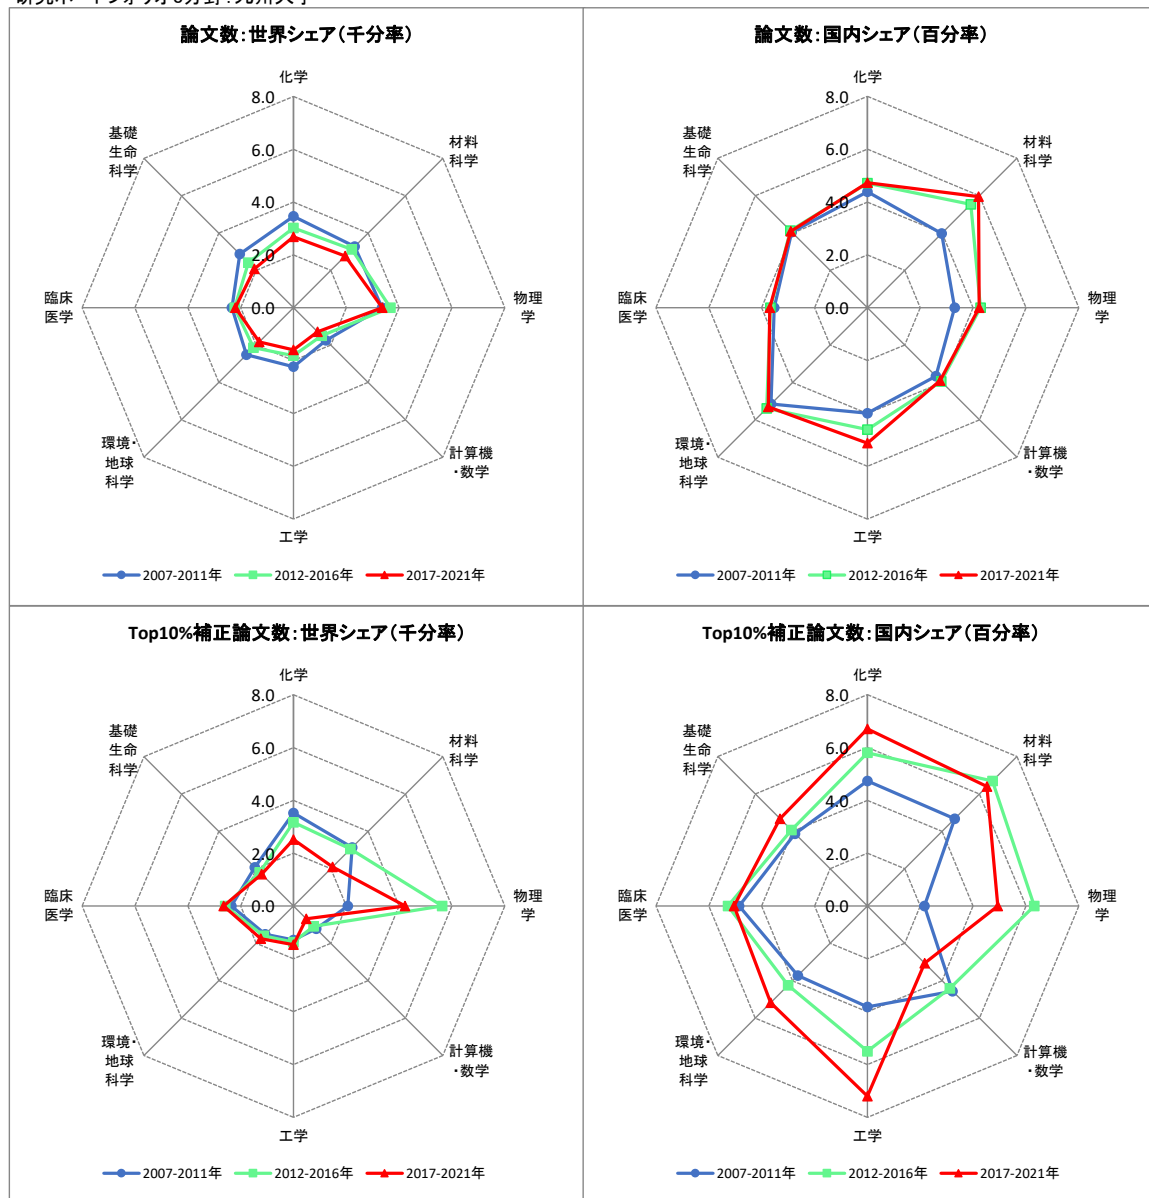 論文数：世界シェア（千分率）
化学
8.0
6.0
4.0
2.0
0.0
材料
科学
物理
学
計算機
・数学
工学
環境・
地球
科学
臨床
医学
基礎
生命
科学
2007-2011年
2012-2016年
2017-2021年
論文数：国内シェア（百分率）
化学
8.0
6.0
4.0
2.0
0.0
材料
科学
物理
学
計算機
・数学
工学
環境・
地球
科学
臨床
医学
基礎
生命
科学
2007-2011年
2012-2016年
2017-2021年
Top10%補正論文数：世界シェア（千分率）
化学
8.0
6.0
4.0
2.0
0.0
材料
科学
物理
学
計算機
・数学
工学
環境・
地球
科学
臨床
医学
基礎
生命
科学
2007-2011年
2012-2016年
2017-2021年
Top10%補正論文数：国内シェア（百分率）
化学
8.0
6.0
4.0
2.0
0.0
材料
科学
物理
学
計算機
・数学
工学
環境・
地球
科学
臨床
医学
基礎
生命
科学
2007-2011年
2012-2016年
2017-2021年